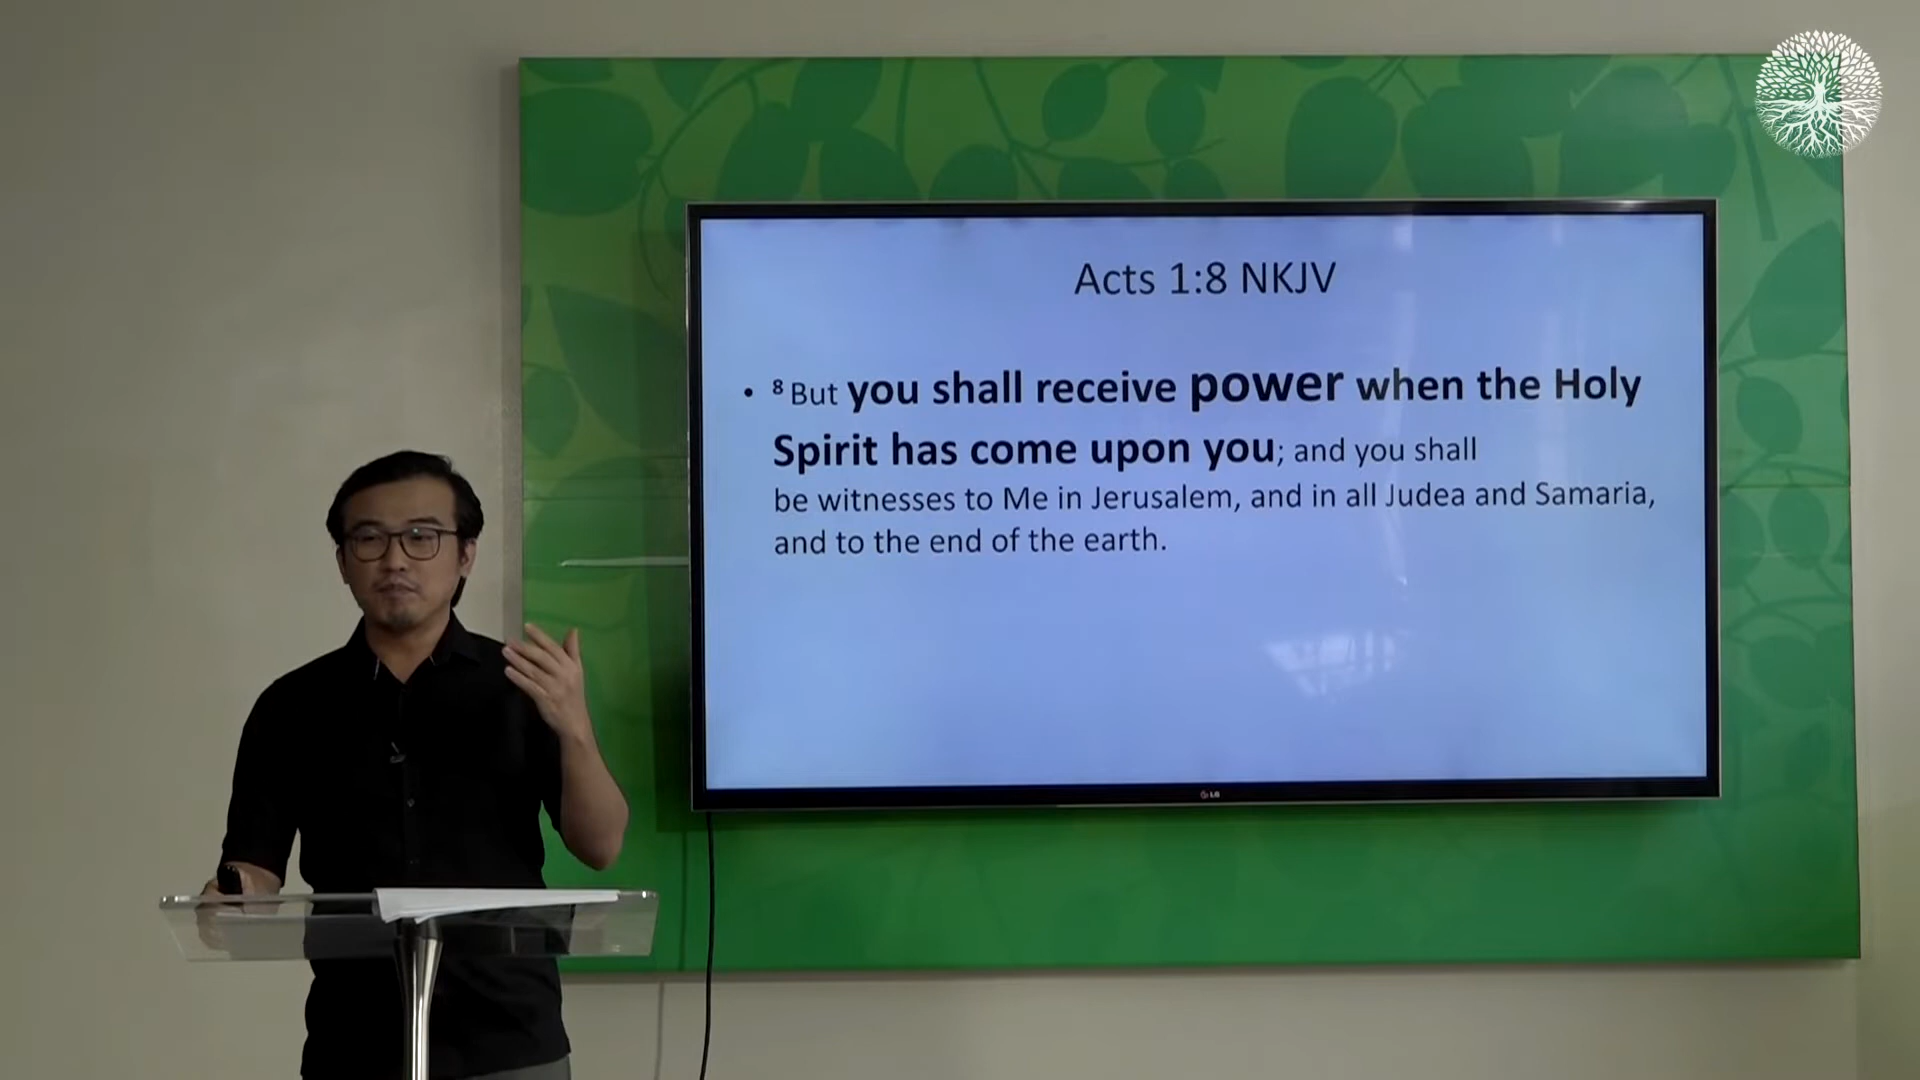 Acts 1:8 NKJV
• ⁸ But you shall receive power when the Holy
Spirit has come upon you; and you shall
be witnesses to Me in Jerusalem, and in all Judea and Samaria,
and to the end of the earth.
LG